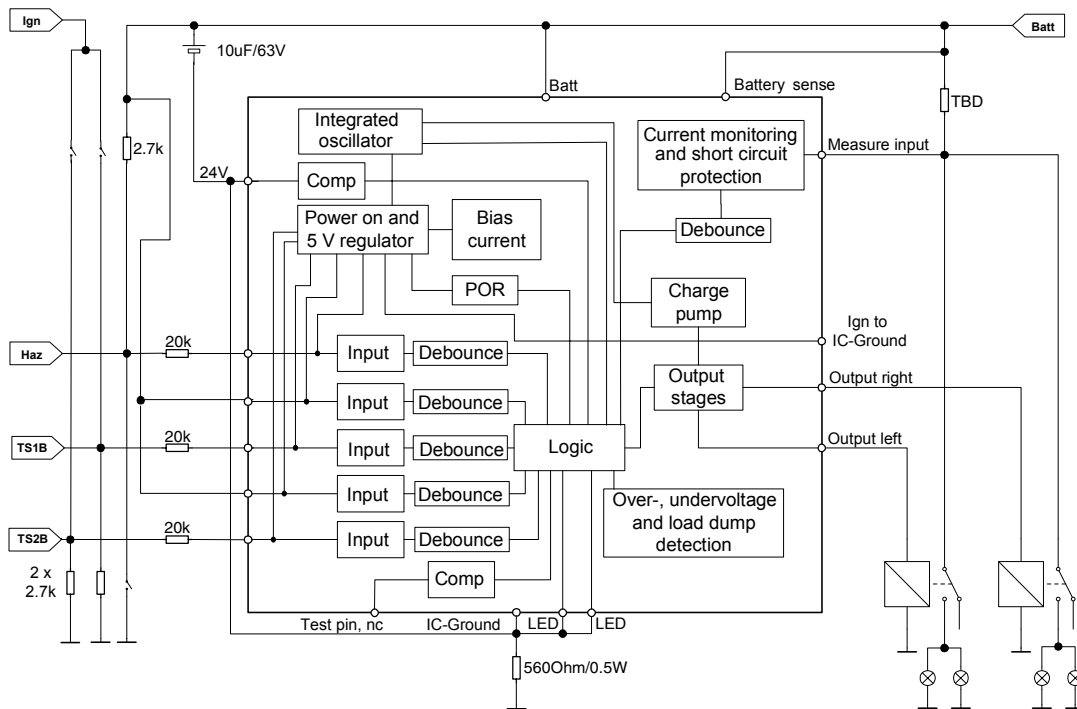 Ign
Batt
10uF/63V
Batt
Battery sense
TBD
Integrated
oscillator
Current monitoring
and short circuit
protection
Measure input
2.7k
24V
Comp
Power on and
5 V regulator
Bias
current
Debounce
POR
Charge
pump
Ign to
IC-Ground
Haz
20k
Input
Debounce
Output
stages
Output right
Input
Debounce
TS1B
20k
Input
Debounce
Logic
Output left
Input
Debounce
Over-, undervoltage
and load dump
detection
TS2B
20k
Input
Debounce
2 x
2.7k
Comp
Test pin, nc
IC-Ground
LED
LED
560Ohm/0.5W